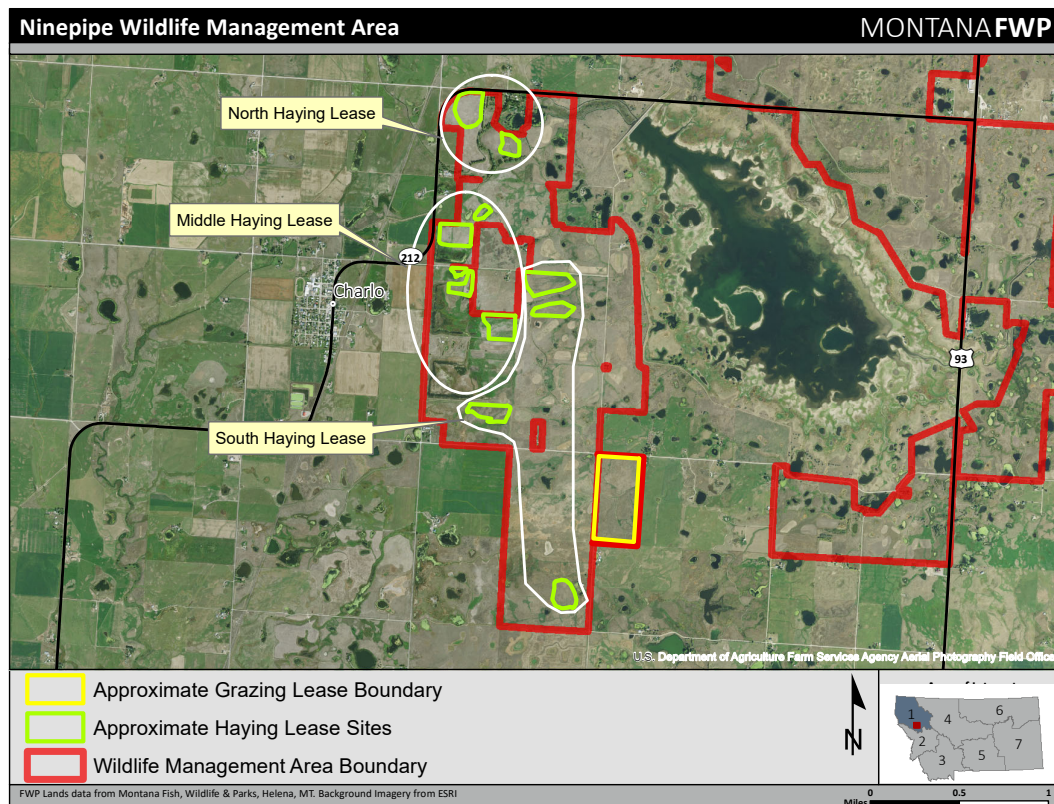 Ninepipe Wildlife Management Area
MONTANA FWP
North Haying Lease
Middle Haying Lease
212
Charlo
93
South Haying Lease
U.S. Department of Agriculture Farm Services Agency Aerial Photography Field Office
Approximate Grazing Lease Boundary
Approximate Haying Lease Sites
Wildlife Management Area Boundary
N
1
4
6
2
3
5
7
FWP Lands data from Montana Fish, Wildlife & Parks, Helena, MT. Background Imagery from ESRI
0 0.5 1
Miles